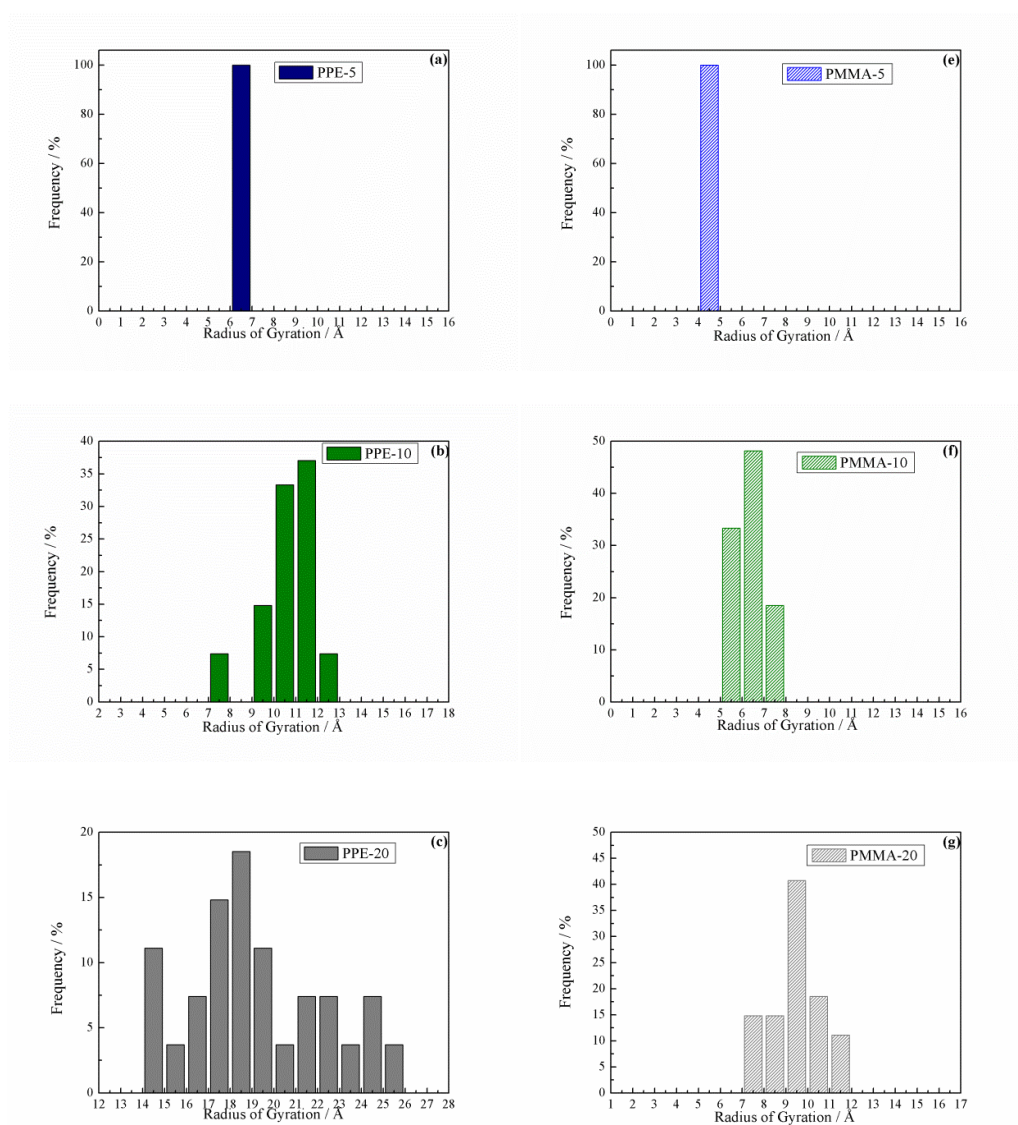 (a)
PPE-5
100
80
60
40
20
0
Frequency / %
0 1 2 3 4 5 6 7 8 9 10 11 12 13 14 15 16
Radius of Gyration / Å
(e)
PMMA-5
100
80
60
40
20
0
Frequency / %
0 1 2 3 4 5 6 7 8 9 10 11 12 13 14 15 16
Radius of Gyration / Å
(b)
PPE-10
40
35
30
25
20
15
10
5
0
Frequency / %
2 3 4 5 6 7 8 9 10 11 12 13 14 15 16 17 18
Radius of Gyration / Å
(f)
PMMA-10
50
40
30
20
10
0
Frequency / %
0 1 2 3 4 5 6 7 8 9 10 11 12 13 14 15 16
Radius of Gyration / Å
(c)
PPE-20
20
15
10
5
0
Frequency / %
12 13 14 15 16 17 18 19 20 21 22 23 24 25 26 27 28
Radius of Gyration / Å
(g)
PMMA-20
50
45
40
35
30
25
20
15
10
5
0
Frequency / %
1 2 3 4 5 6 7 8 9 10 11 12 13 14 15 16 17
Radius of Gyration / Å